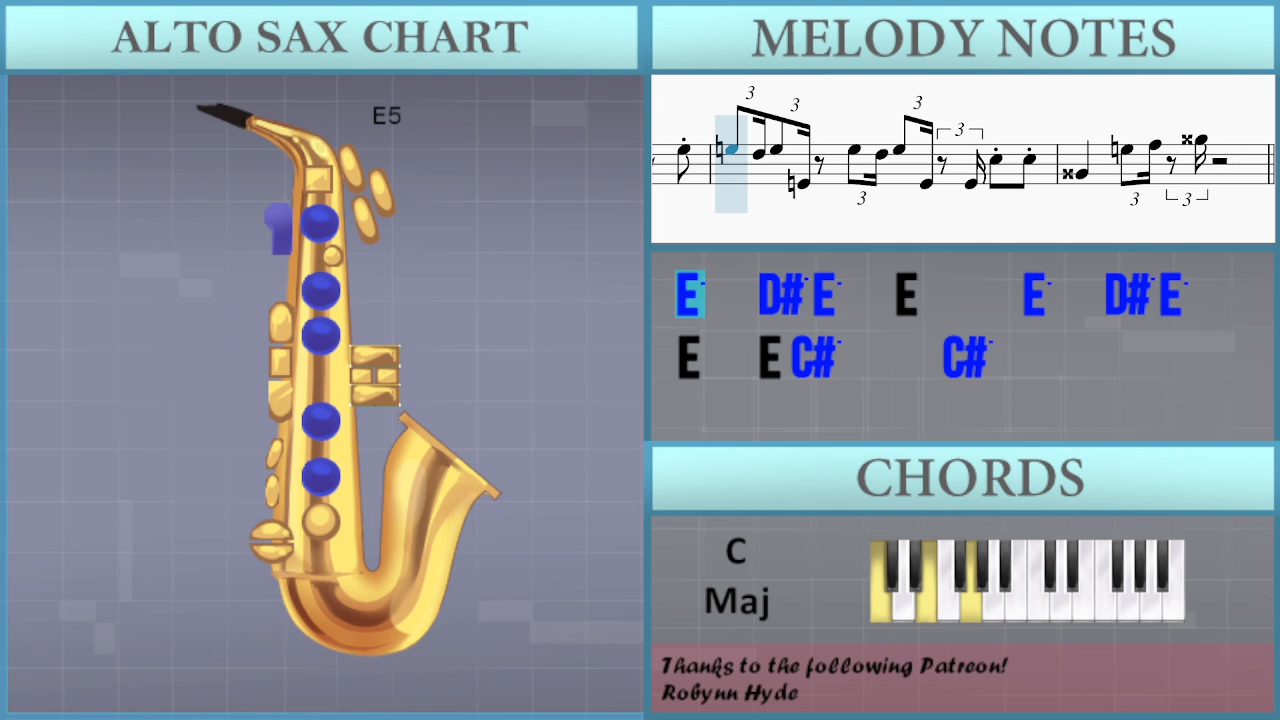 ALTO SAX CHART
E5
MELODY NOTES
3 3 3 3
3 3 3
E- D#- E- E E- D#- E-
E E C#- C#-
CHORDS
C
Maj
Thanks to the following Patreon!
Robynn Hyde